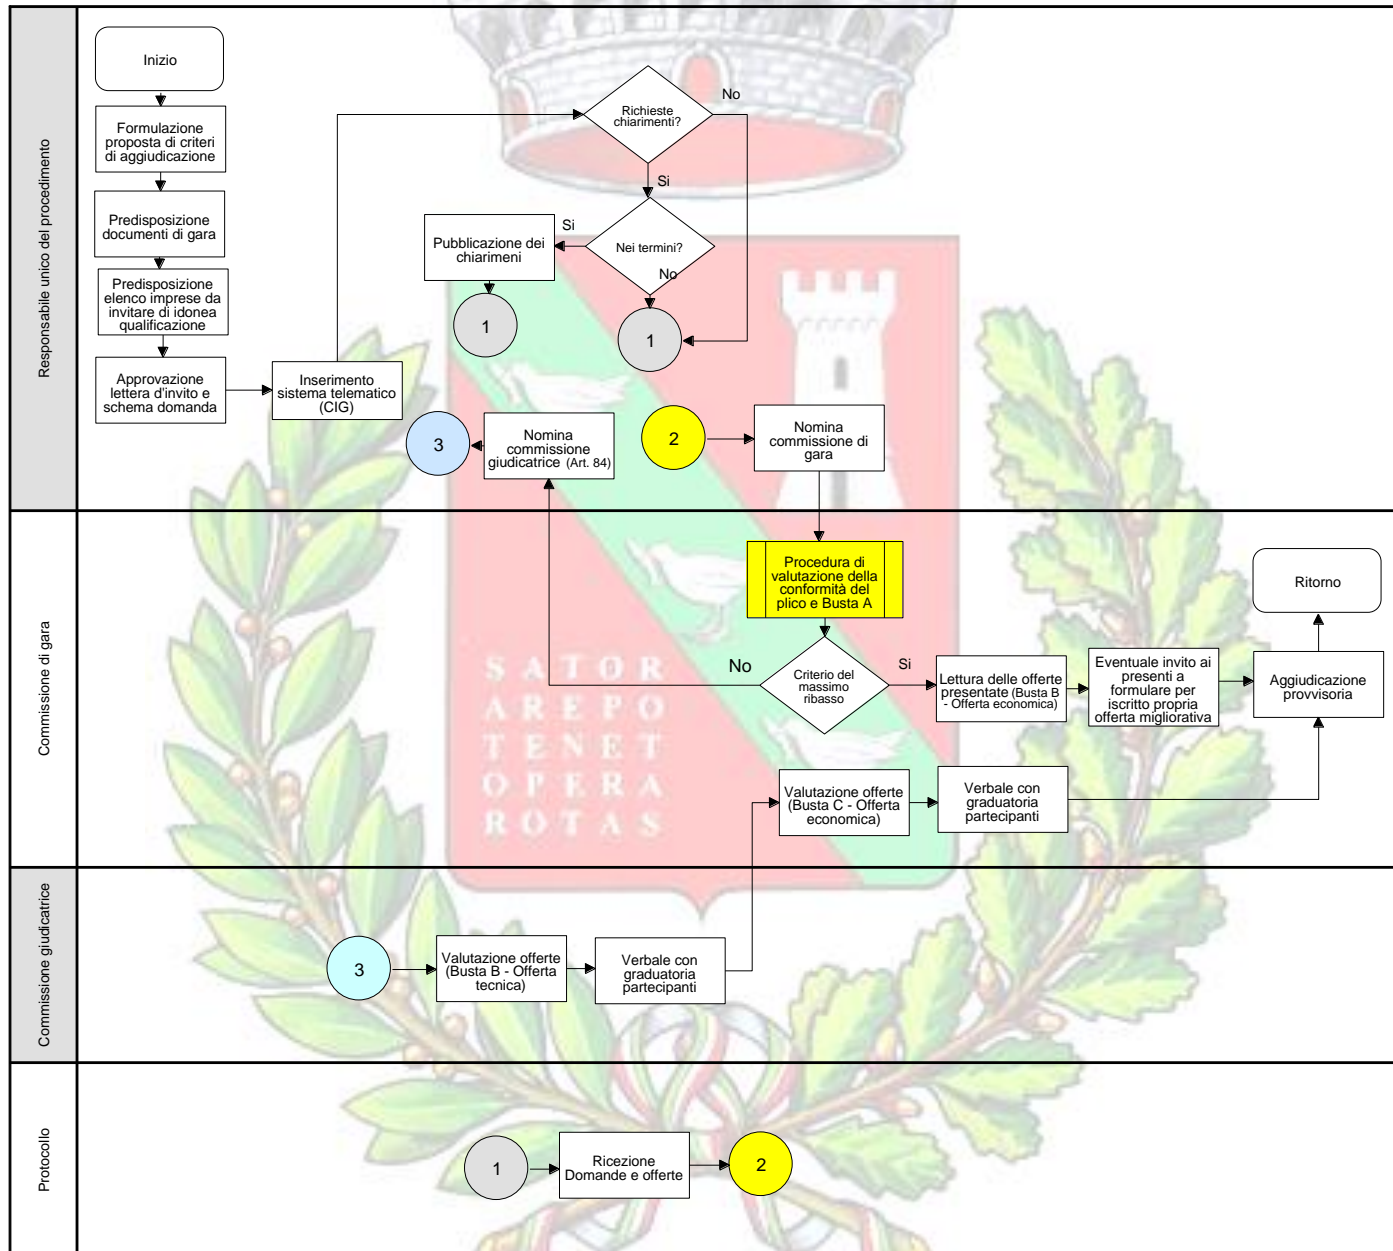 Responsabile unico del procedimento
Inizio
Formulazione
proposta di criteri
di aggiudicazione
Predisposizione
documenti di gara
Predisposizione
elenco imprese da
invitare di idonea
qualificazione
Approvazione
lettera d'invito e
schema domanda
Inserimento
sistema telematico
(CIG)
Richieste
chiarimenti?
No
Si
Nei termini?
Si
No
Pubblicazione dei
chiarimeni
1
1
3
Nomina
commissione
giudicatrice (Art. 84)
2
Nomina
commissione di
gara
Commissione di gara
Procedura di
valutazione della
conformità del
plico e Busta A
Criterio del
massimo
ribasso
No
Si
Lettura delle offerte
presentate (Busta B
- Offerta economica)
Eventuale invito ai
presenti a
formulare per
iscritto propria
offerta migliorativa
Aggiudicazione
provvisoria
Ritorno
SATOR
AREPO
TENET
OPERA
ROTAS
Valutazione offerte
(Busta C - Offerta
economica)
Verbale con
graduatoria
partecipanti
Commissione giudicatrice
3
Valutazione offerte
(Busta B - Offerta
tecnica)
Verbale con
graduatoria
partecipanti
Protocollo
1
Ricezione
Domande e offerte
2